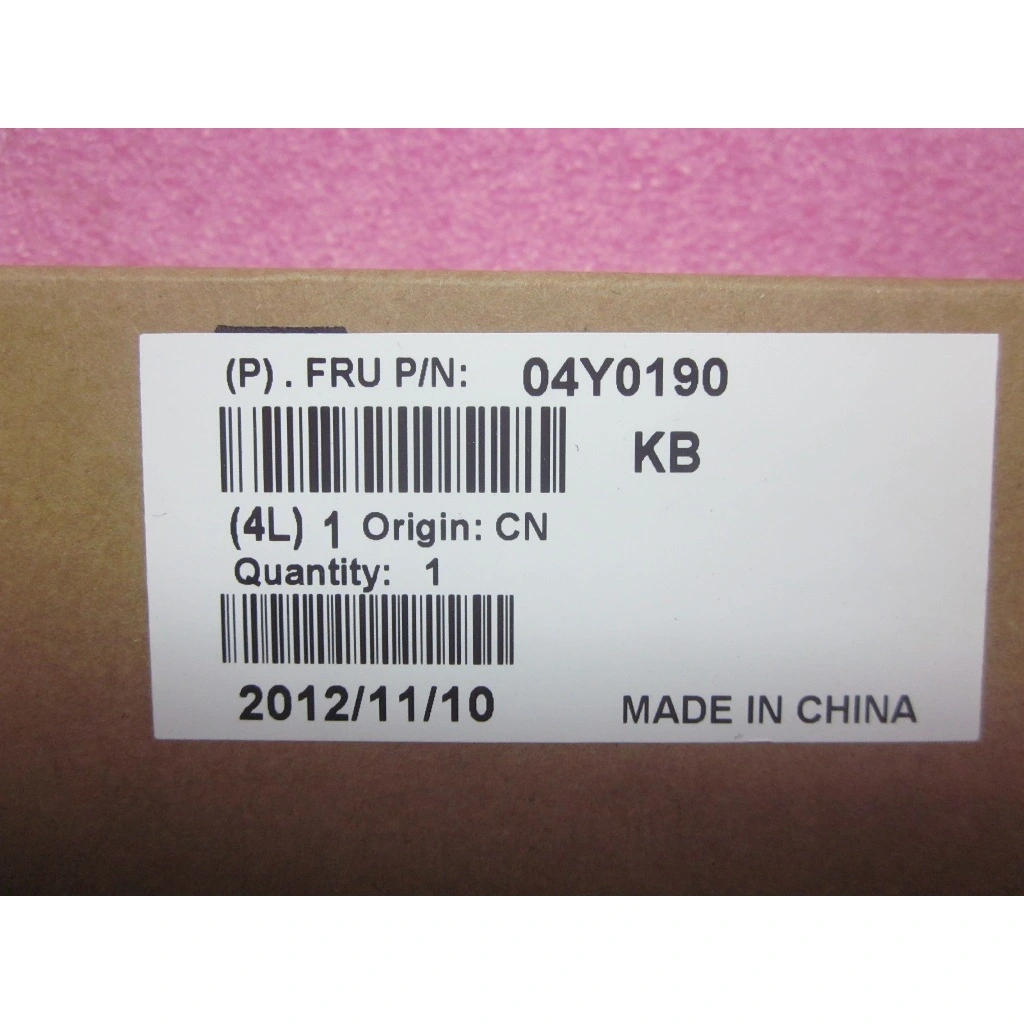 (P) . FRU P/N: 04Y0190
KB
(4L) 1 Origin: CN
Quantity: 1
2012/11/10
MADE IN CHINA